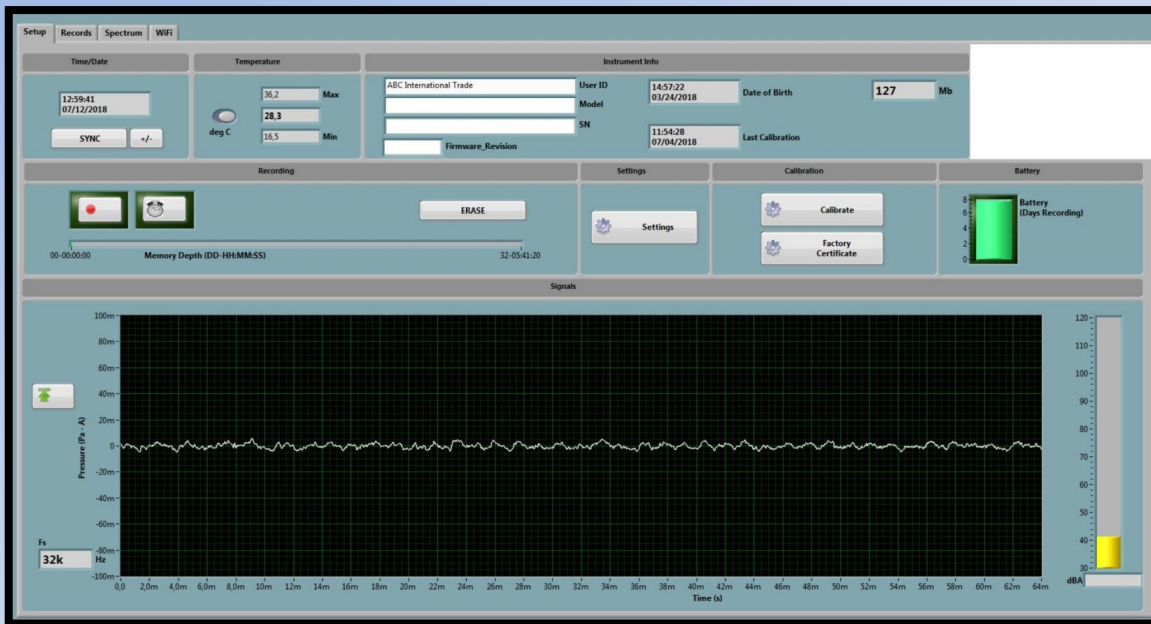 Setup Records Spectrum WiFi
Time/Date Temperature Instrument Info
12:59:41
07/12/2018
SYNC +/-
deg C
36,2 Max
28,3
16,5 Min
ABC International Trade User ID
Model
SN
Firmware_Revision
14:57:22
03/24/2018
Date of Birth
11:54:28
07/04/2018
Last Calibration
127 Mb
Recording Settings Calibration Battery
ERASE
00-00:00:00 Memory Depth (DD-HH:MM:SS) 32-05:41:20
Settings
Calibrate
Factory
Certificate
8
6
4
2
0
Battery
(Days Recording)
Signals
Pressure (Pa - A)
100m
80m
60m
40m
20m
0
-20m
-40m
-60m
-80m
-100m
Fs
32k Hz
0,0 2,0m 4,0m 6,0m 8,0m 10m 12m 14m 16m 18m 20m 22m 24m 26m 28m 30m 32m 34m 36m 38m 40m 42m 44m 46m 48m 50m 52m 54m 56m 58m 60m 62m 64m
Time (s)
120
110
100
90
80
70
60
50
40
30
dBA